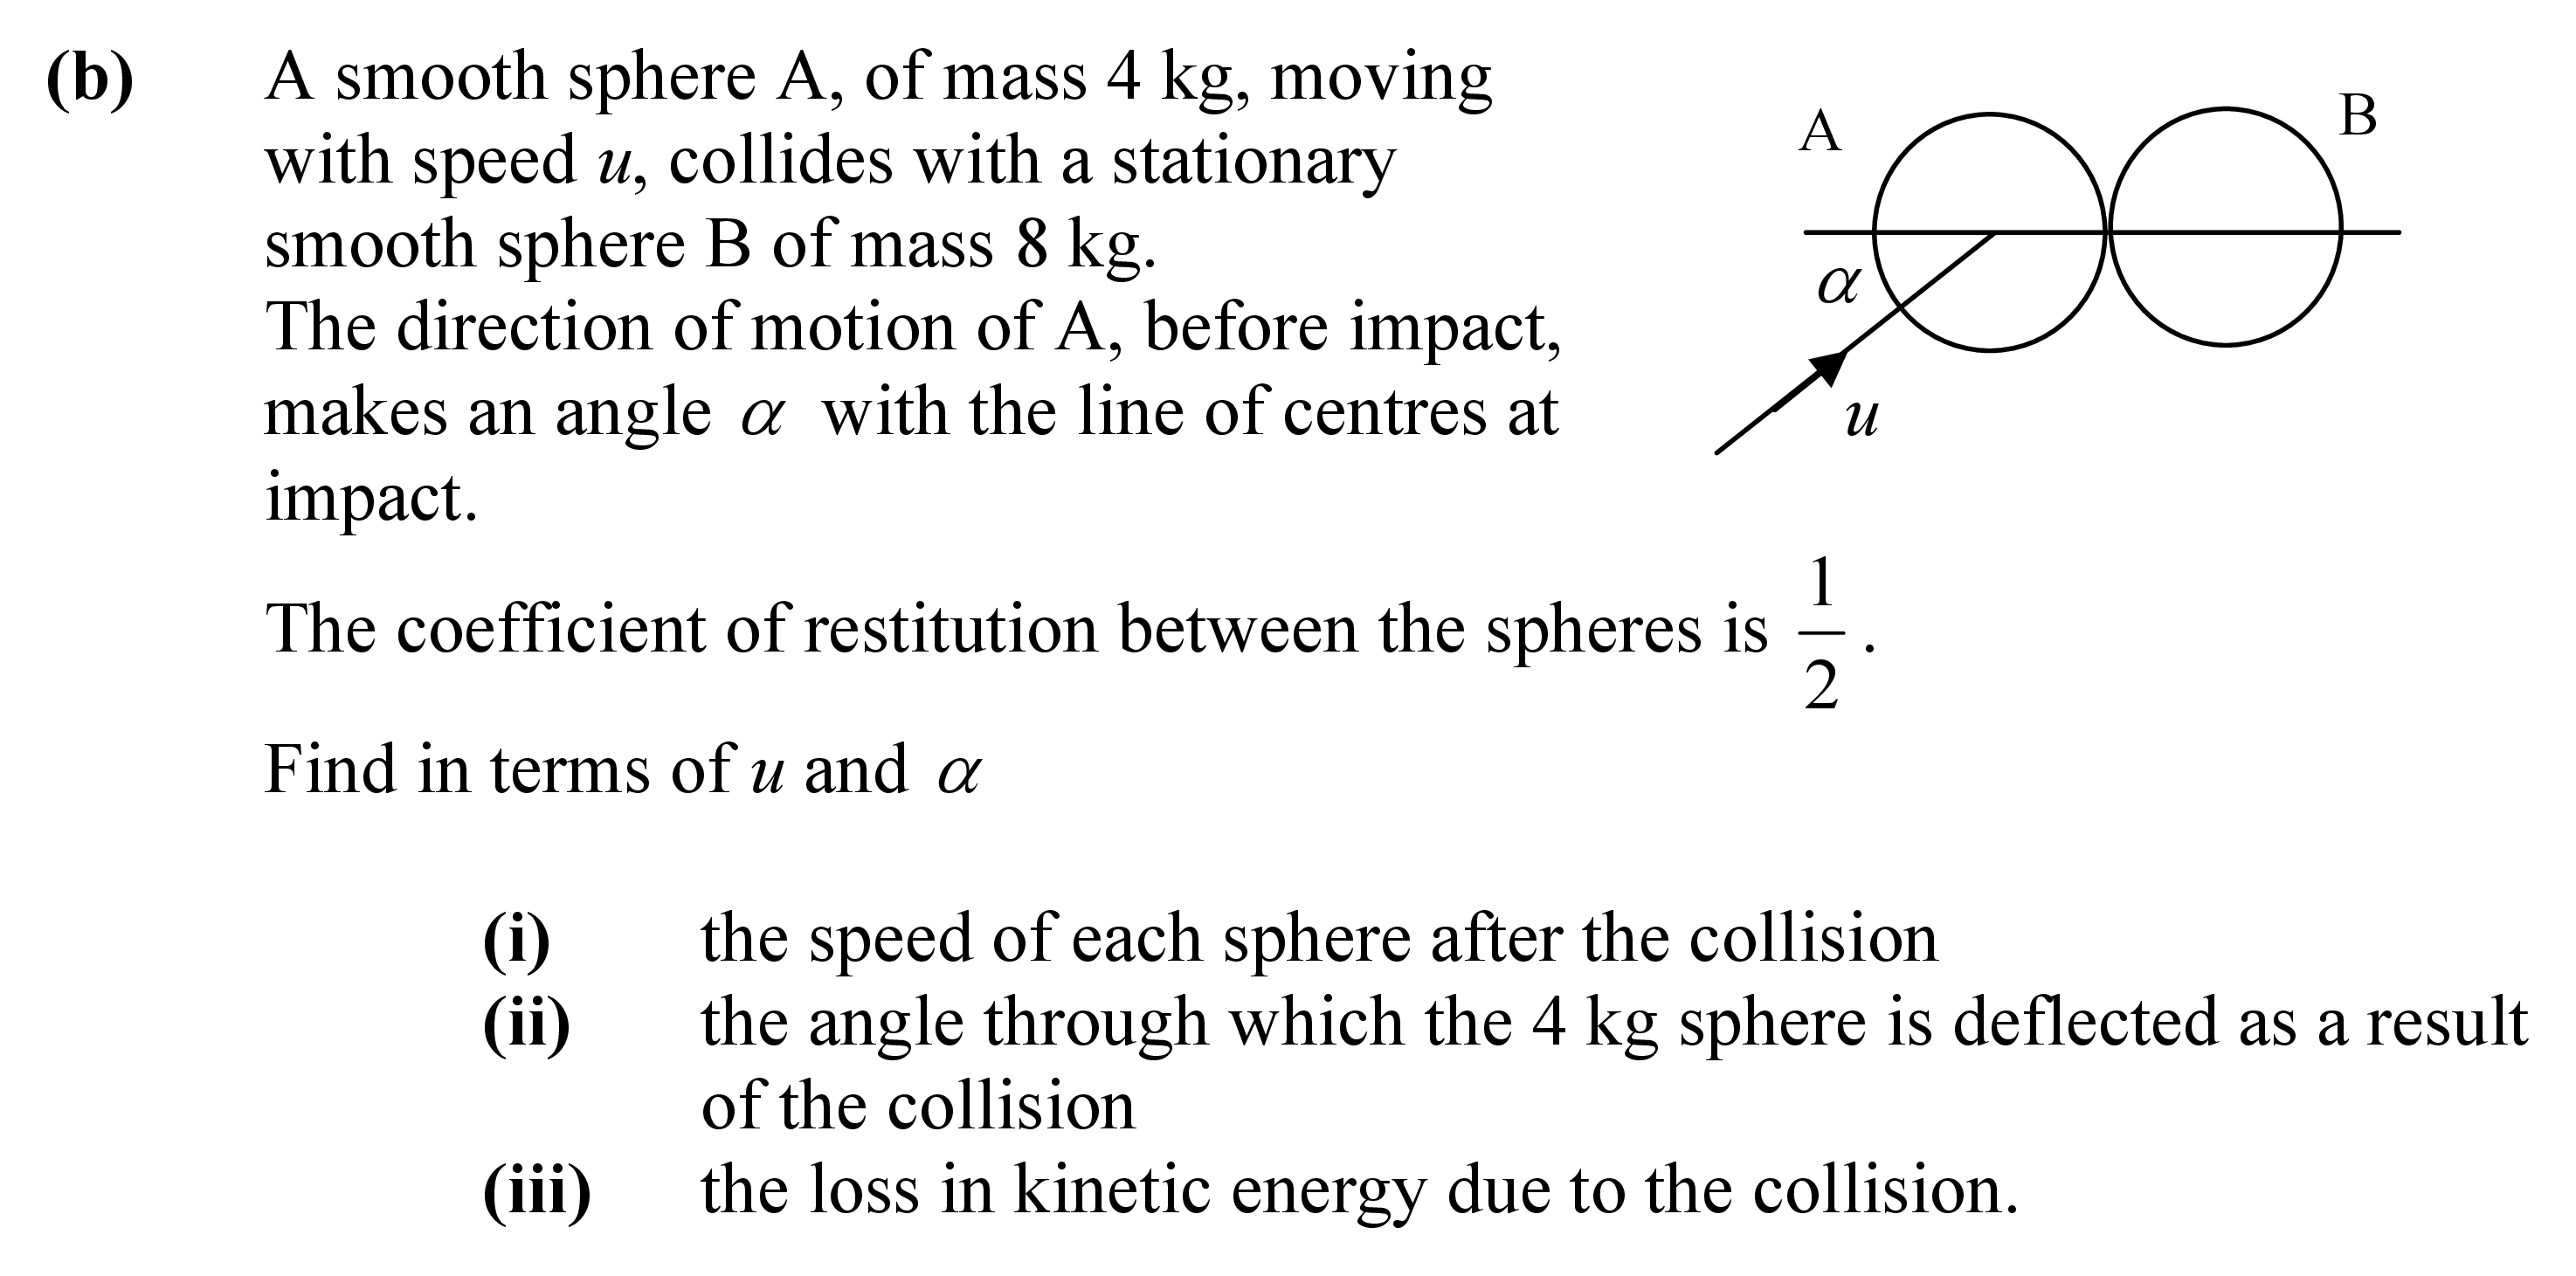 (b) A smooth sphere A, of mass 4 kg, moving
with speed u, collides with a stationary
smooth sphere B of mass 8 kg.
The direction of motion of A, before impact,
makes an angle α with the line of centres at
impact.
A
B
α
u
The coefficient of restitution between the spheres is 1/2.
Find in terms of u and α
(i) the speed of each sphere after the collision
(ii) the angle through which the 4 kg sphere is deflected as a result
of the collision
(iii) the loss in kinetic energy due to the collision.